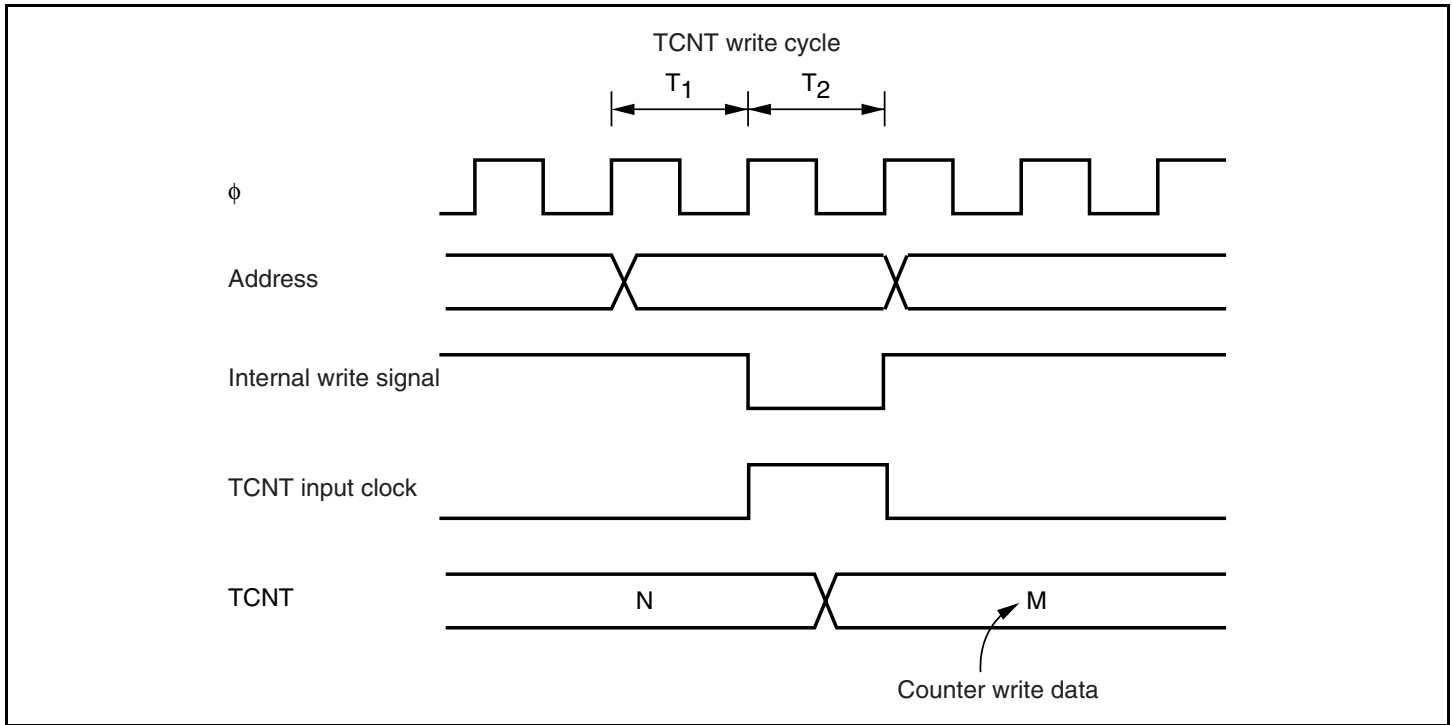 TCNT write cycle
T1 T2
ϕ
Address
Internal write signal
TCNT input clock
TCNT N M
Counter write data